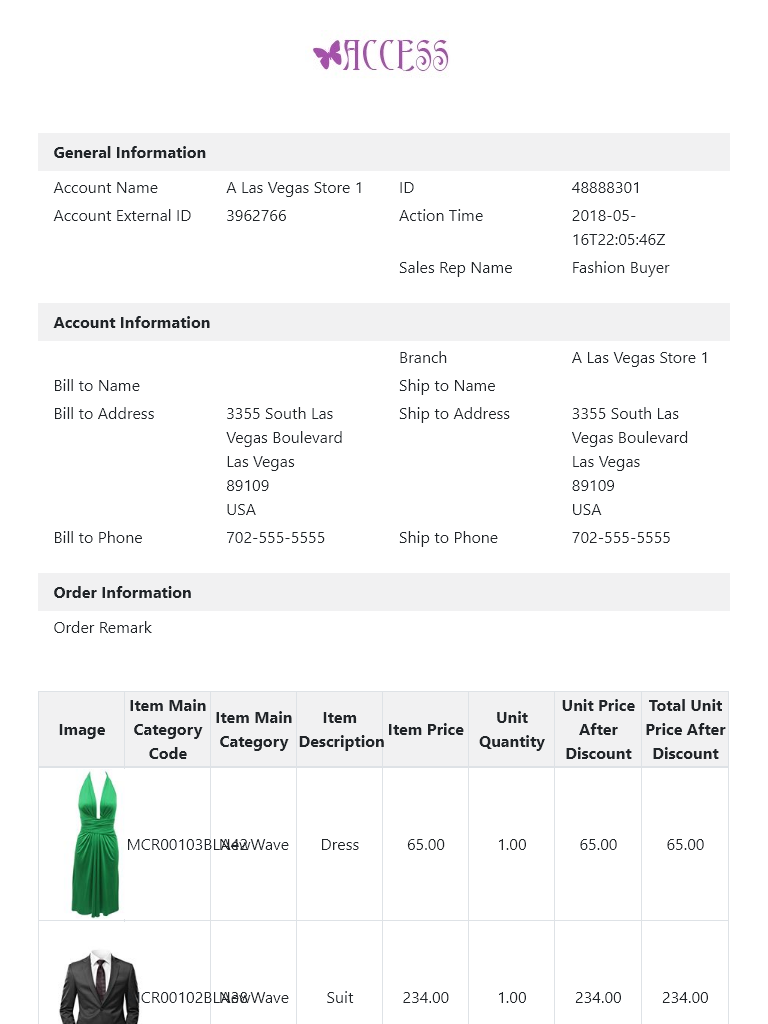 ACCESS
General Information
Account Name A Las Vegas Store 1 ID 48888301
Account External ID 3962766 Action Time 2018-05-
16T22:05:46Z
Sales Rep Name Fashion Buyer
Account Information
Branch A Las Vegas Store 1
Bill to Name Ship to Name
Bill to Address 3355 South Las Ship to Address 3355 South Las
Vegas Boulevard Vegas Boulevard
Las Vegas Las Vegas
89109 89109
USA USA
Bill to Phone 702-555-5555 Ship to Phone 702-555-5555
Order Information
Order Remark
Image Item Main Category Code Item Main Category Item Description Item Price Unit Quantity Unit Price After Discount Total Unit Price After Discount
MCR00103BLN42 New Wave Dress 65.00 1.00 65.00 65.00
New Wave Suit 234.00 1.00 234.00 234.00